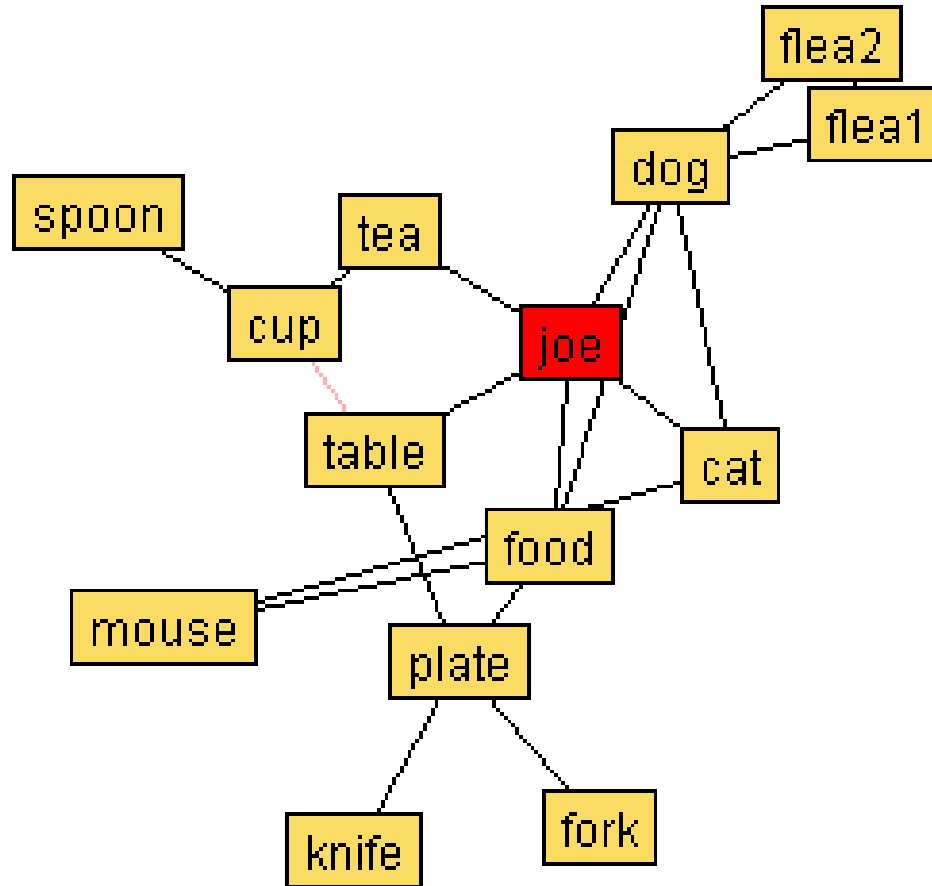 flea2
flea1
dog
spoon
tea
cup
joe
table
cat
food
mouse
plate
knife
fork